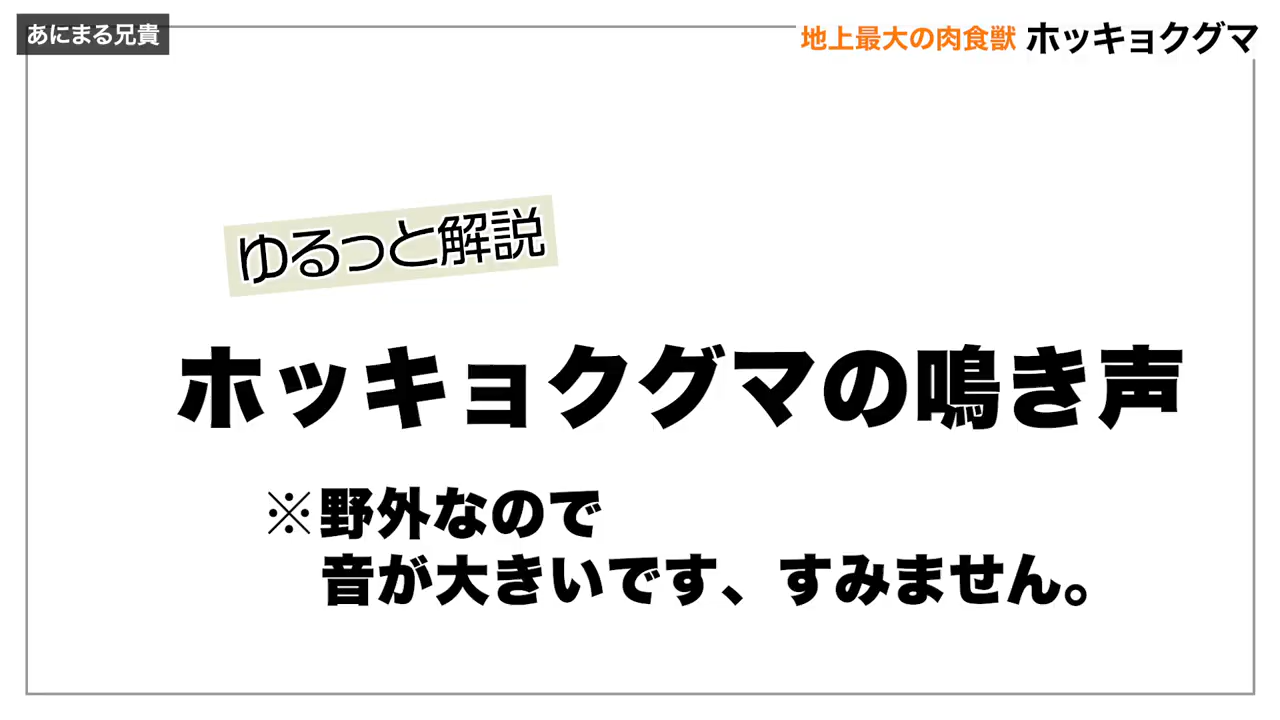 あにまる兄貴
地上最大の肉食獣 ホッキョクグマ
ゆるっと解説
ホッキョクグマの鳴き声
※野外なので
音が大きいです、すみません。